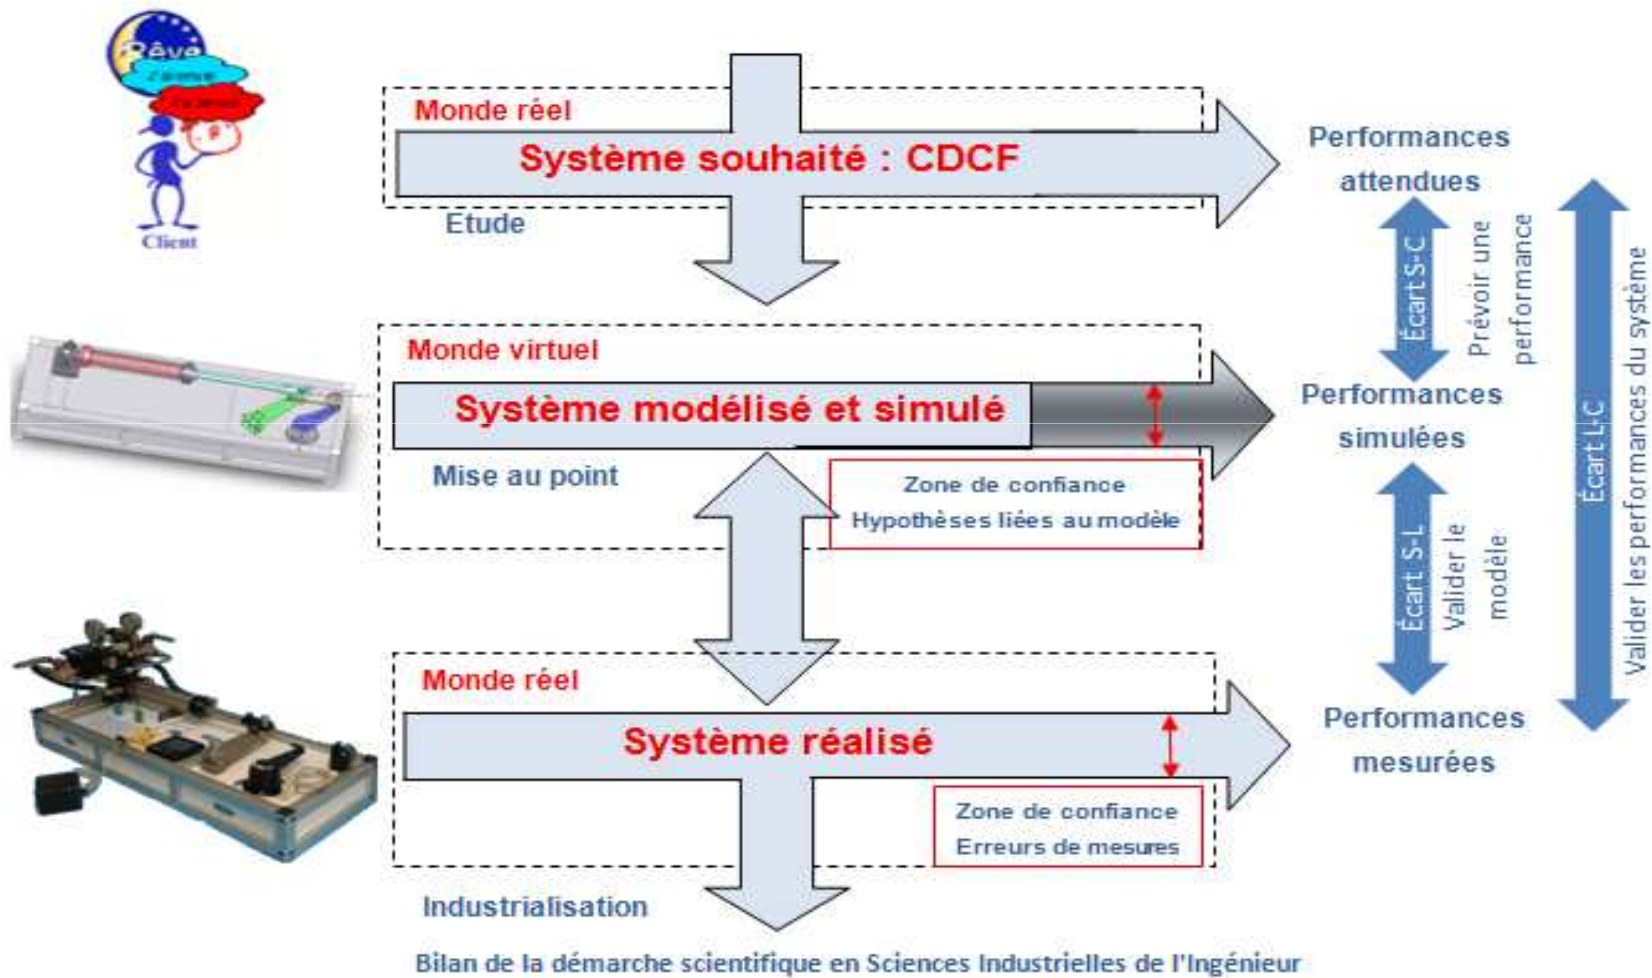 Rêve
Client
Monde réel
Système souhaité : CDCF
Etude
Performances
attendues
Écart S-C
Prévoir une
performance
Monde virtuel
Système modélisé et simulé
Mise au point
Zone de confiance
Hypothèses liées au modèle
Performances
simulées
Écart S-L
Valider le
modèle
Écart L-C
Valider les performances du système
Monde réel
Système réalisé
Zone de confiance
Erreurs de mesures
Performances
mesurées
Industrialisation
Bilan de la démarche scientifique en Sciences Industrielles de l'Ingénieur